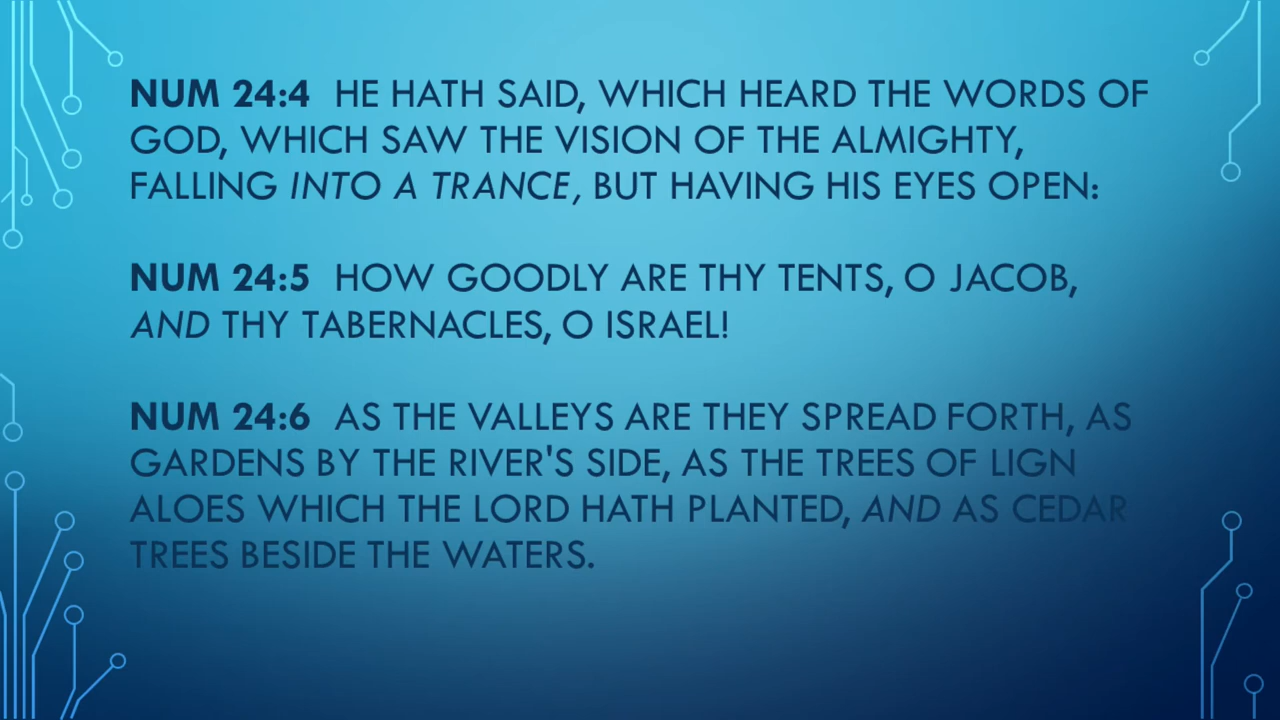 NUM 24:4 HE HATH SAID, WHICH HEARD THE WORDS OF
GOD, WHICH SAW THE VISION OF THE ALMIGHTY,
FALLING INTO A TRANCE, BUT HAVING HIS EYES OPEN:
NUM 24:5 HOW GOODLY ARE THY TENTS, O JACOB,
AND THY TABERNACLES, O ISRAEL!
NUM 24:6 AS THE VALLEYS ARE THEY SPREAD FORTH, AS
GARDENS BY THE RIVER'S SIDE, AS THE TREES OF LIGN
ALOES WHICH THE LORD HATH PLANTED, AND AS CEDAR
TREES BESIDE THE WATERS.